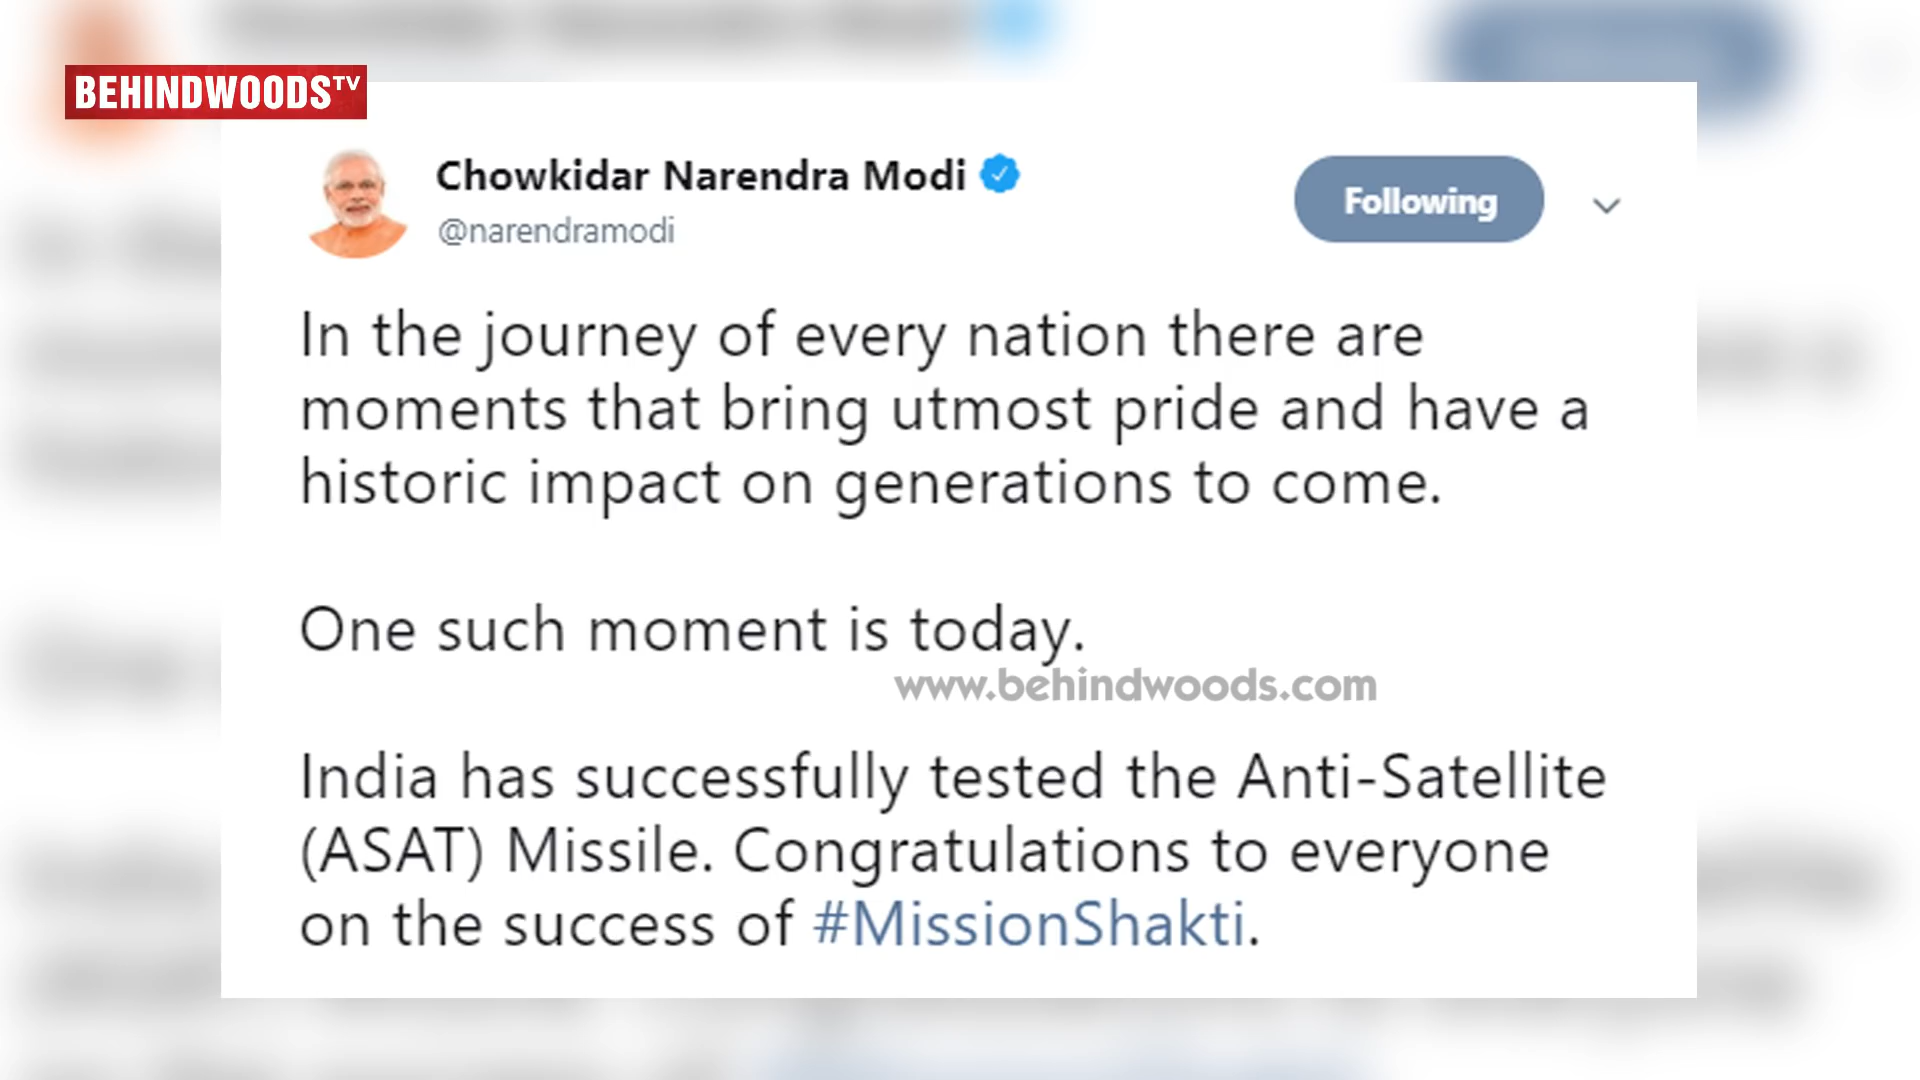 BEHINDWOODSTV
Chowkidar Narendra Modi
@narendramodi
Following
In the journey of every nation there are
moments that bring utmost pride and have a
historic impact on generations to come.
One such moment is today.
www.behindwoods.com
India has successfully tested the Anti-Satellite
(ASAT) Missile. Congratulations to everyone
on the success of #MissionShakti.